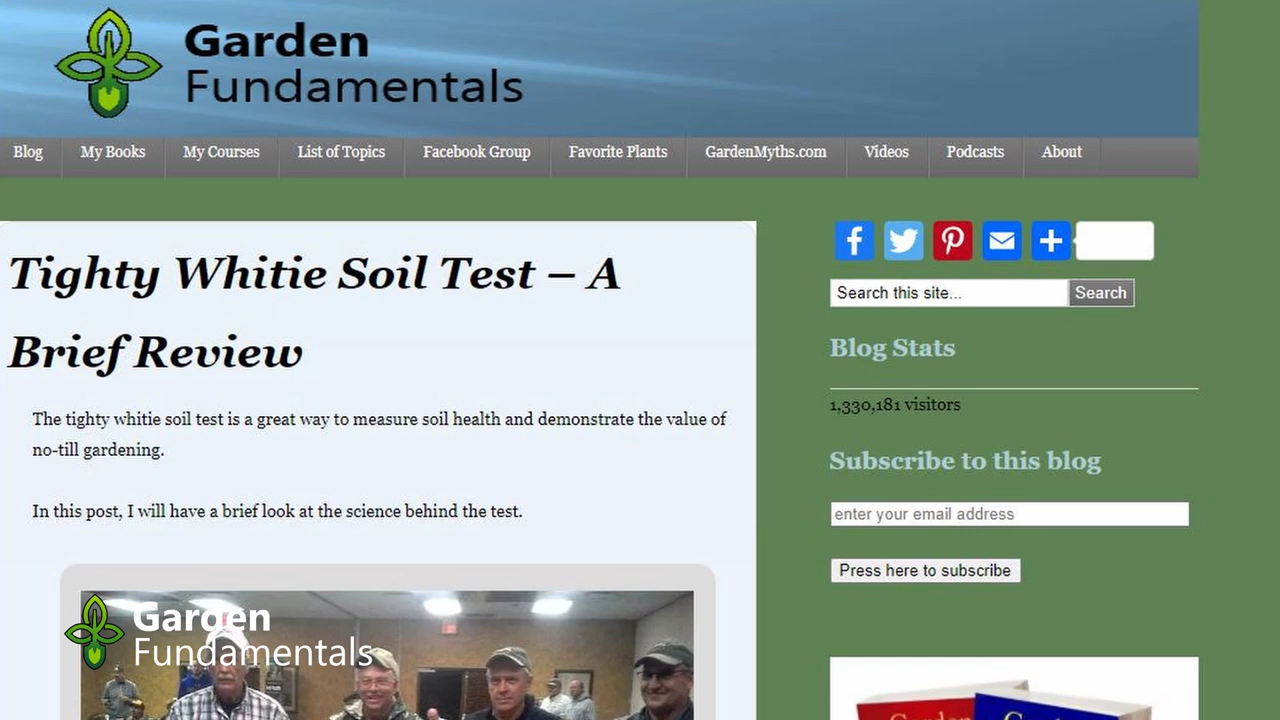 Garden
Fundamentals
Blog
My Books
My Courses
List of Topics
Facebook Group
Favorite Plants
GardenMyths.com
Videos
Podcasts
About
Tighty Whitie Soil Test – A
Brief Review
The tighty whitie soil test is a great way to measure soil health and demonstrate the value of
no-till gardening.
In this post, I will have a brief look at the science behind the test.
Garden
Fundamentals
Search this site...
Search
Blog Stats
1,330,181 visitors
Subscribe to this blog
enter your email address
Press here to subscribe
Garden